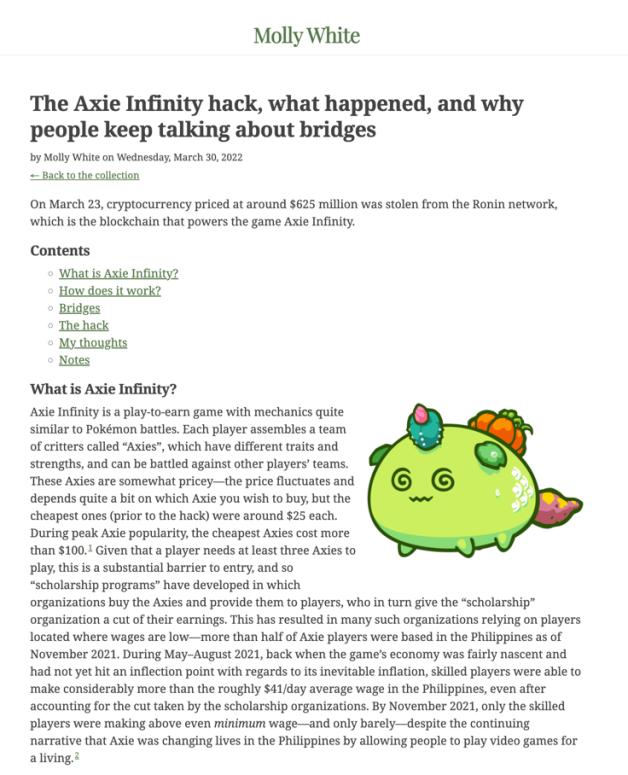 Molly White
The Axie Infinity hack, what happened, and why
people keep talking about bridges
by Molly White on Wednesday, March 30, 2022
← Back to the collection
On March 23, cryptocurrency priced at around $625 million was stolen from the Ronin network,
which is the blockchain that powers the game Axie Infinity.
Contents
◦ What is Axie Infinity?
◦ How does it work?
◦ Bridges
◦ The hack
◦ My thoughts
◦ Notes
What is Axie Infinity?
Axie Infinity is a play-to-earn game with mechanics quite
similar to Pokémon battles. Each player assembles a team
of critters called “Axies”, which have different traits and
strengths, and can be battled against other players’ teams.
These Axies are somewhat pricey—the price fluctuates and
depends quite a bit on which Axie you wish to buy, but the
cheapest ones (prior to the hack) were around $25 each.
During peak Axie popularity, the cheapest Axies cost more
than $100.1 Given that a player needs at least three Axies to
play, this is a substantial barrier to entry, and so
“scholarship programs” have developed in which
organizations buy the Axies and provide them to players, who in turn give the “scholarship”
organization a cut of their earnings. This has resulted in many such organizations relying on players
located where wages are low—more than half of Axie players were based in the Philippines as of
November 2021. During May–August 2021, back when the game’s economy was fairly nascent and
had not yet hit an inflection point with regards to its inevitable inflation, skilled players were able to
make considerably more than the roughly $41/day average wage in the Philippines, even after
accounting for the cut taken by the scholarship organizations. By November 2021, only the skilled
players were making above even minimum wage—and only barely—despite the continuing
narrative that Axie was changing lives in the Philippines by allowing people to play video games for
a living.2